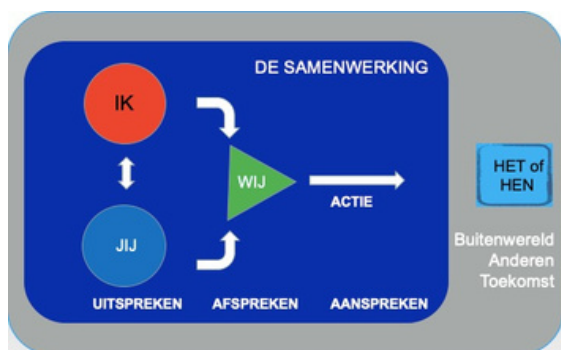 DE SAMENWERKING
IK
JIJ
WIJ
ACTIE
UITSPREKEN
AFSPREKEN
AANSPREKEN
HET of
HEN
Buitenwereld
Anderen
Toekomst